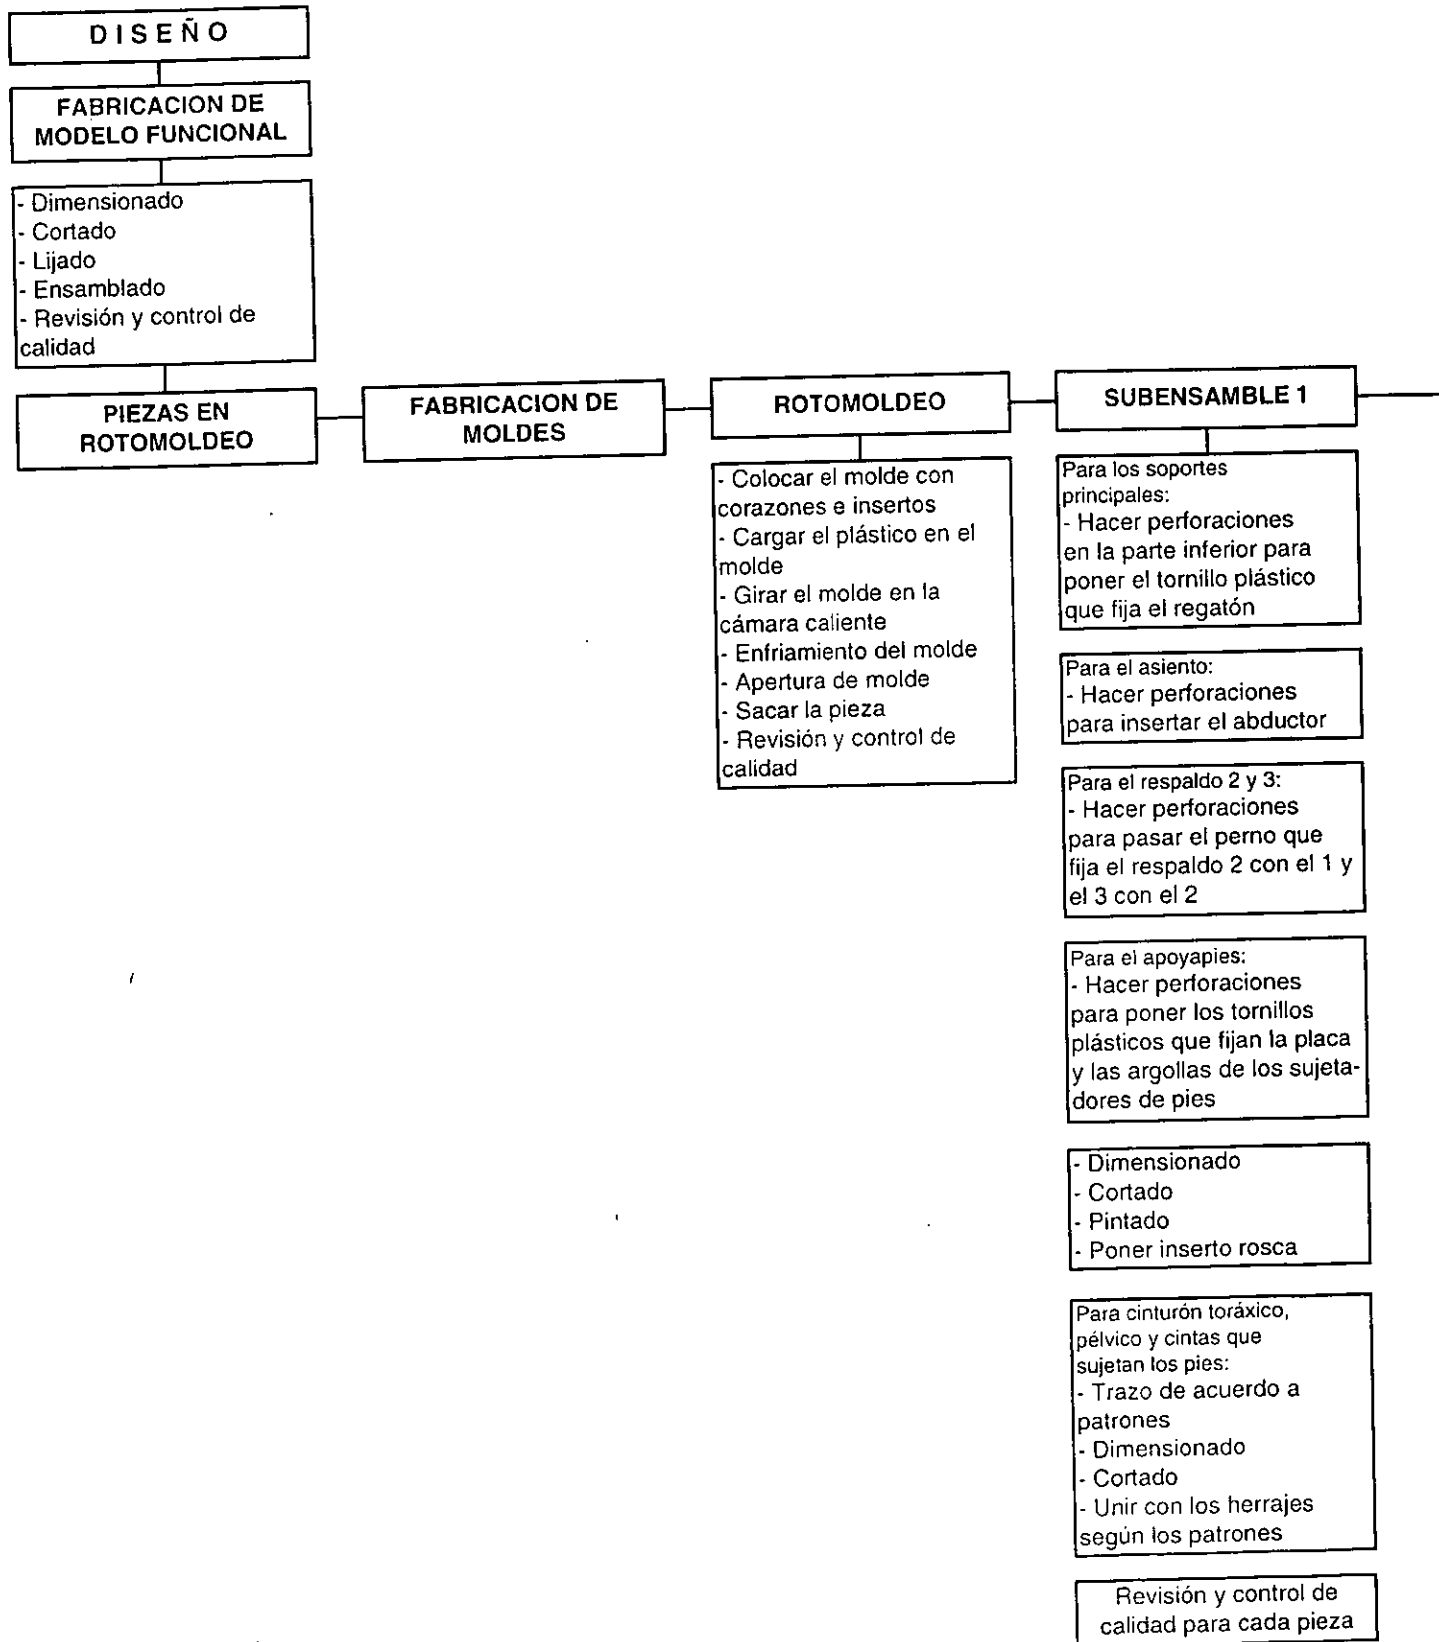 DISEÑO
FABRICACION DE
MODELO FUNCIONAL
- Dimensionado
- Cortado
- Lijado
- Ensamblado
- Revisión y control de
calidad
PIEZAS EN
ROTOMOLDEO
FABRICACION DE
MOLDES
ROTOMOLDEO
- Colocar el molde con
corazones e insertos
- Cargar el plástico en el
molde
- Girar el molde en la
cámara caliente
- Enfriamiento del molde
- Apertura de molde
- Sacar la pieza
- Revisión y control de
calidad
SUBENSAMBLE 1
Para los soportes
principales:
- Hacer perforaciones
en la parte inferior para
poner el tornillo plástico
que fija el regatón
Para el asiento:
- Hacer perforaciones
para insertar el abductor
Para el respaldo 2 y 3:
- Hacer perforaciones
para pasar el perno que
fija el respaldo 2 con el 1 y
el 3 con el 2
Para el apoyapies:
- Hacer perforaciones
para poner los tornillos
plásticos que fijan la placa
y las argollas de los sujeta-
dores de pies
- Dimensionado
- Cortado
- Pintado
- Poner inserto rosca
Para cinturón toráxico,
pélvico y cintas que
sujetan los pies:
- Trazo de acuerdo a
patrones
- Dimensionado
- Cortado
- Unir con los herrajes
según los patrones
Revisión y control de
calidad para cada pieza